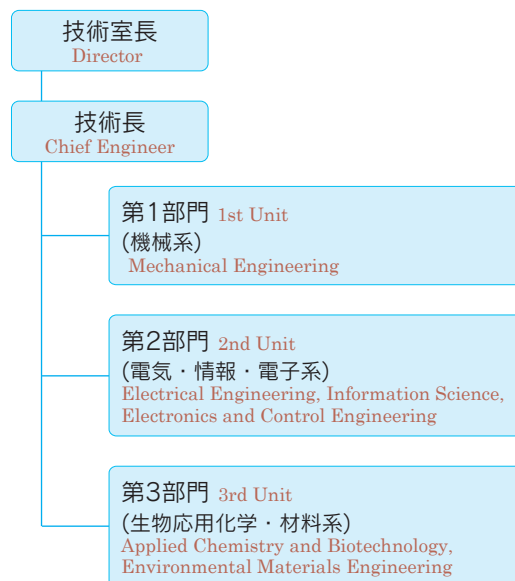 技術室長
Director
技術長
Chief Engineer
第1部門 1st Unit
(機械系)
Mechanical Engineering
第2部門 2nd Unit
(電気・情報・電子系)
Electrical Engineering, Information Science,
Electronics and Control Engineering
第3部門 3rd Unit
(生物応用化学・材料系)
Applied Chemistry and Biotechnology,
Environmental Materials Engineering